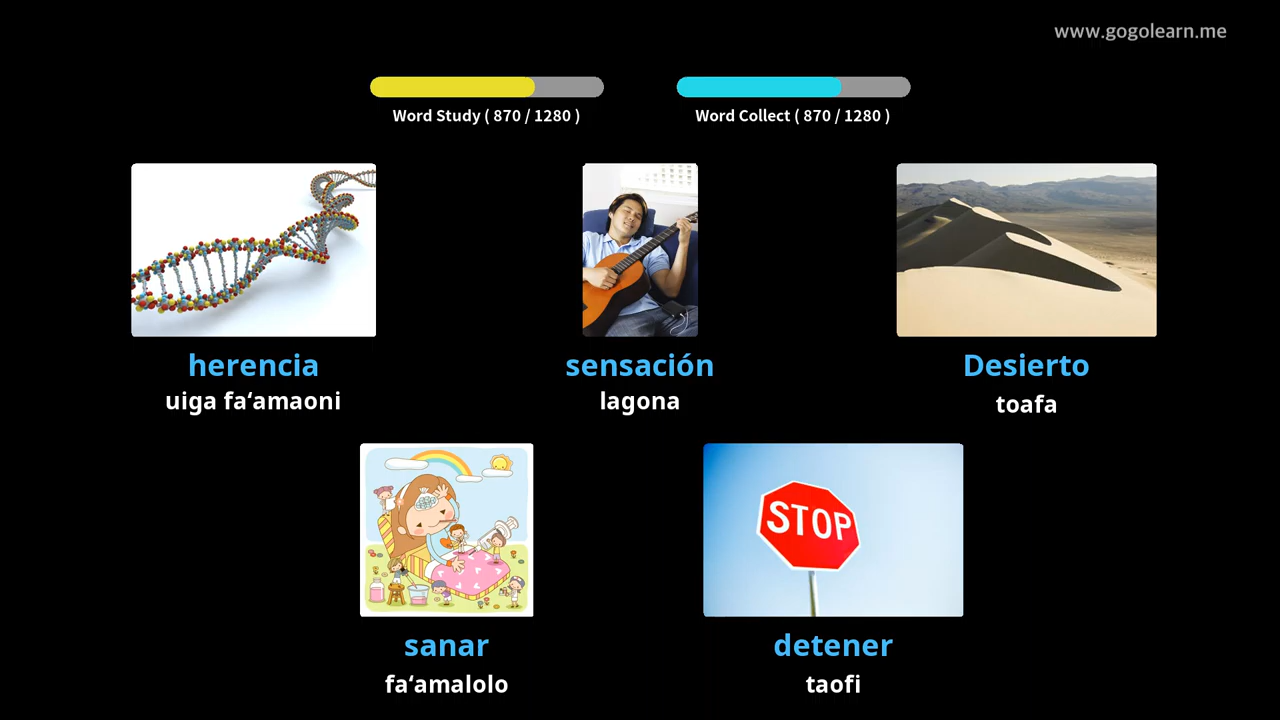 www.gogolearn.me
Word Study ( 870 / 1280 )
Word Collect ( 870 / 1280 )
herencia
uiga fa‘amaoni
sensación
lagona
Desierto
toafa
STOP
sanar
fa‘amalolo
detener
taofi